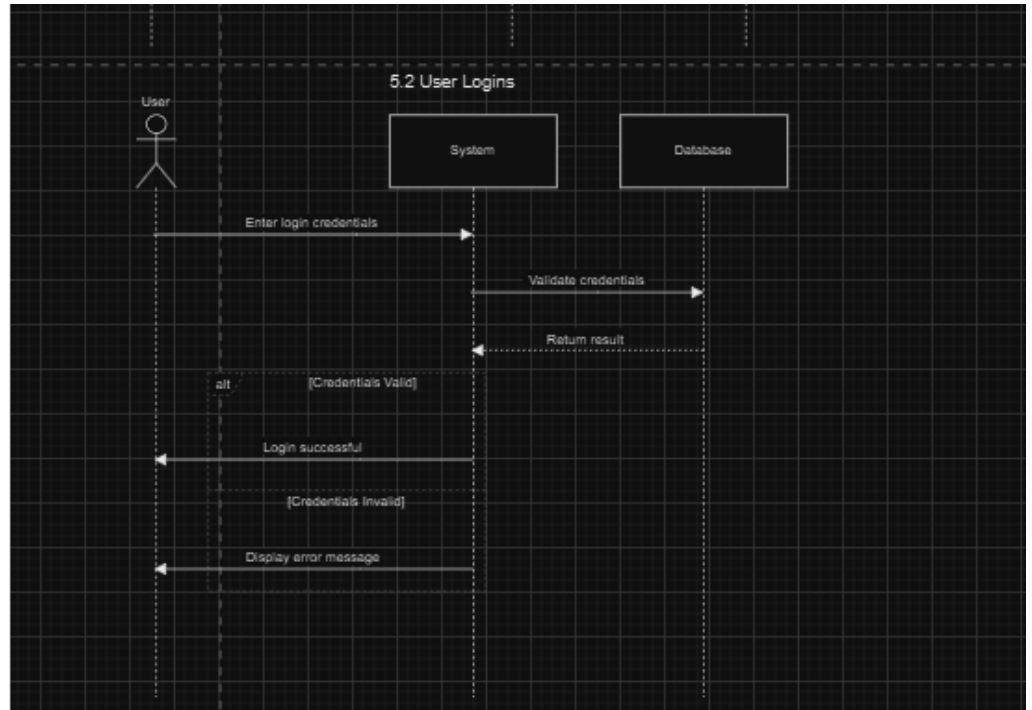 5.2 User Logins
User
System
Database
Enter login credentials
Validate credentials
Return result
alt
[Credentials Valid]
Login successful
[Credentials Invalid]
Display error message